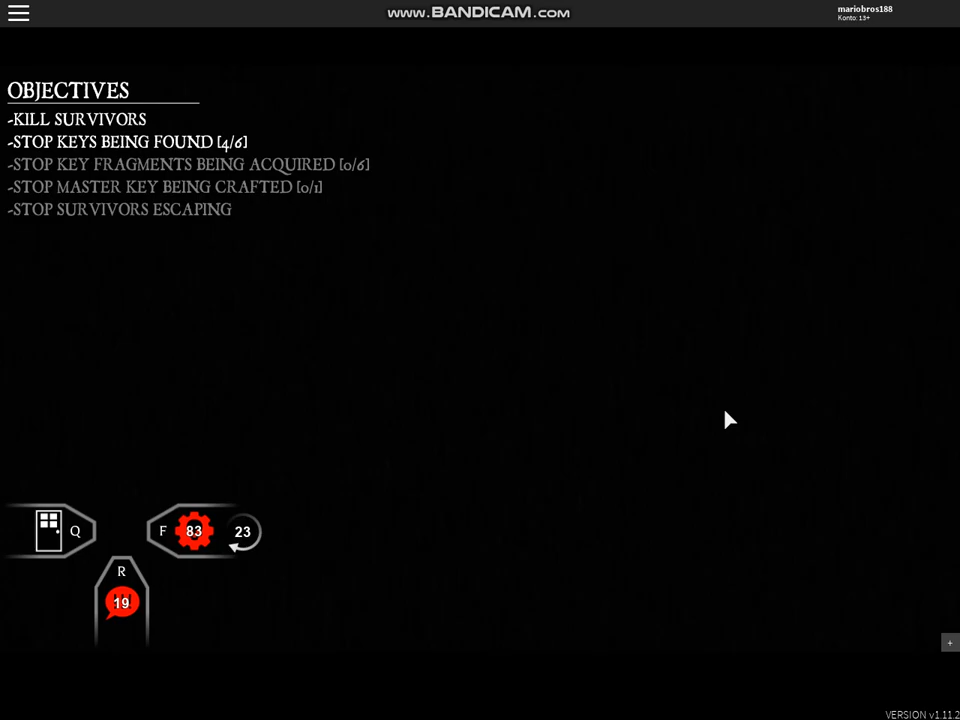 www.BANDICAM.com
mariobros188
Konto: 13+
OBJECTIVES
-KILL SURVIVORS
-STOP KEYS BEING FOUND [4/6]
-STOP KEY FRAGMENTS BEING ACQUIRED [0/6]
-STOP MASTER KEY BEING CRAFTED [0/1]
-STOP SURVIVORS ESCAPING
Q
F 83 23
R
19
+
VERSION v1.11.2